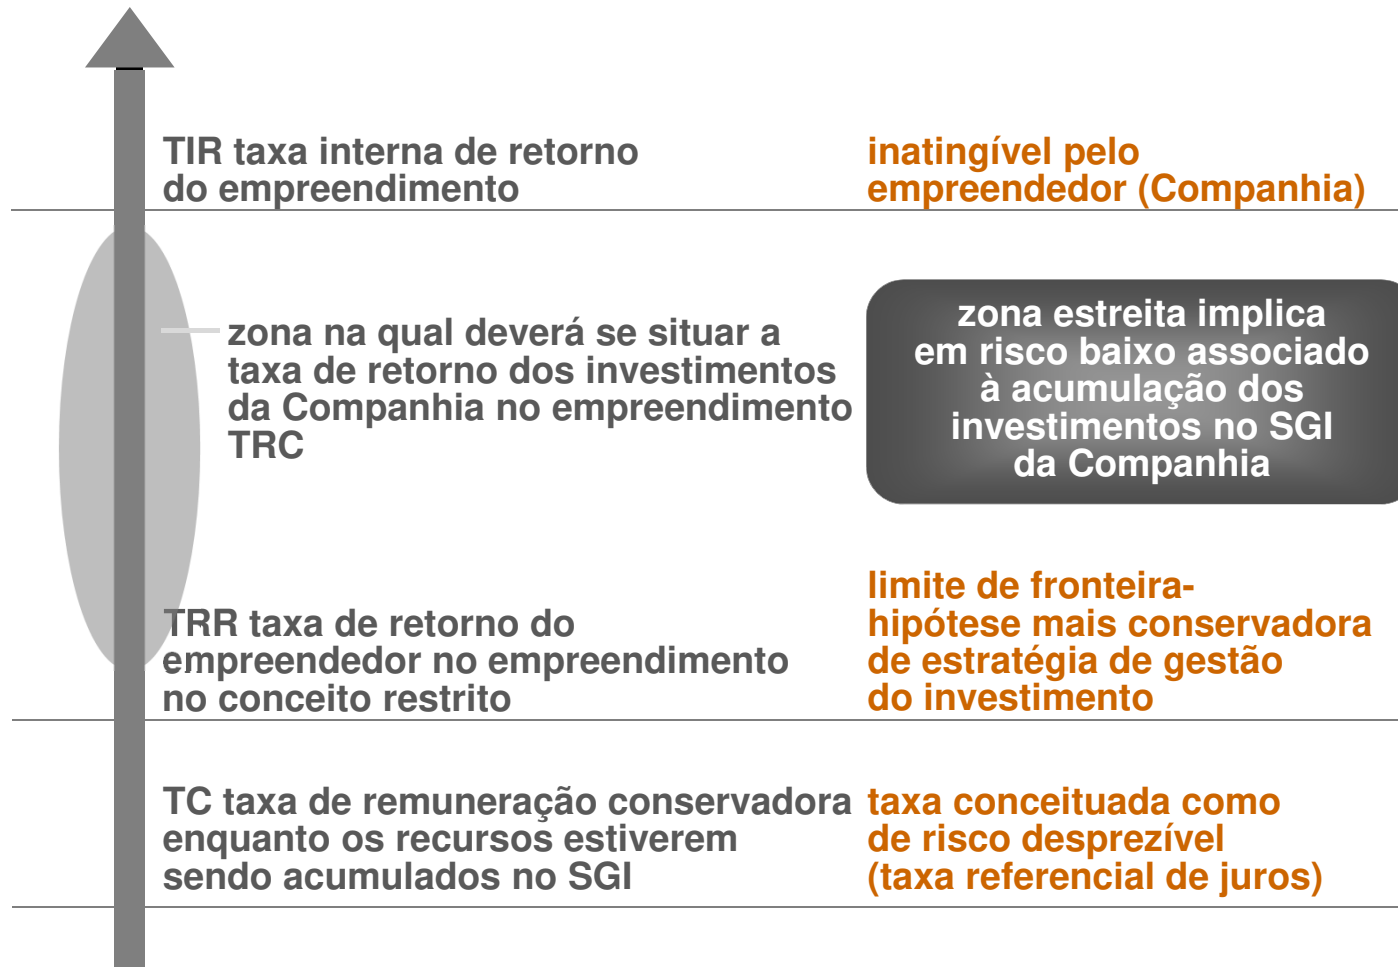 TIR taxa interna de retorno
do empreendimento
inatingível pelo
empreendedor (Companhia)
zona na qual deverá se situar a
taxa de retorno dos investimentos
da Companhia no empreendimento
TRC
zona estreita implica
em risco baixo associado
à acumulação dos
investimentos no SGI
da Companhia
TRR taxa de retorno do
empreendedor no empreendimento
no conceito restrito
limite de fronteira-
hipótese mais conservadora
de estratégia de gestão
do investimento
TC taxa de remuneração conservadora
enquanto os recursos estiverem
sendo acumulados no SGI
taxa conceituada como
de risco desprezível
(taxa referencial de juros)